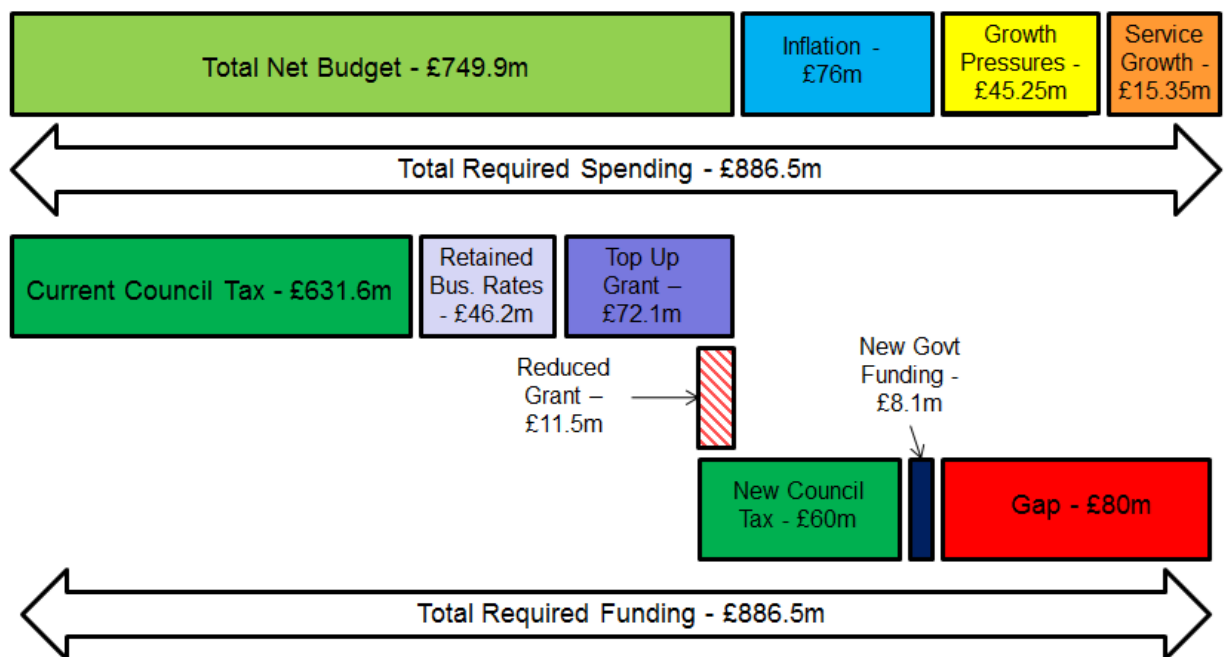 Total Net Budget - £749.9m
Inflation -
£76m
Growth
Pressures -
£45.25m
Service
Growth -
£15.35m
Total Required Spending - £886.5m
Current Council Tax - £631.6m
Retained
Bus. Rates
- £46.2m
Top Up
Grant –
£72.1m
Reduced
Grant –
£11.5m
New Govt
Funding -
£8.1m
New Council
Tax - £60m
Gap - £80m
Total Required Funding - £886.5m